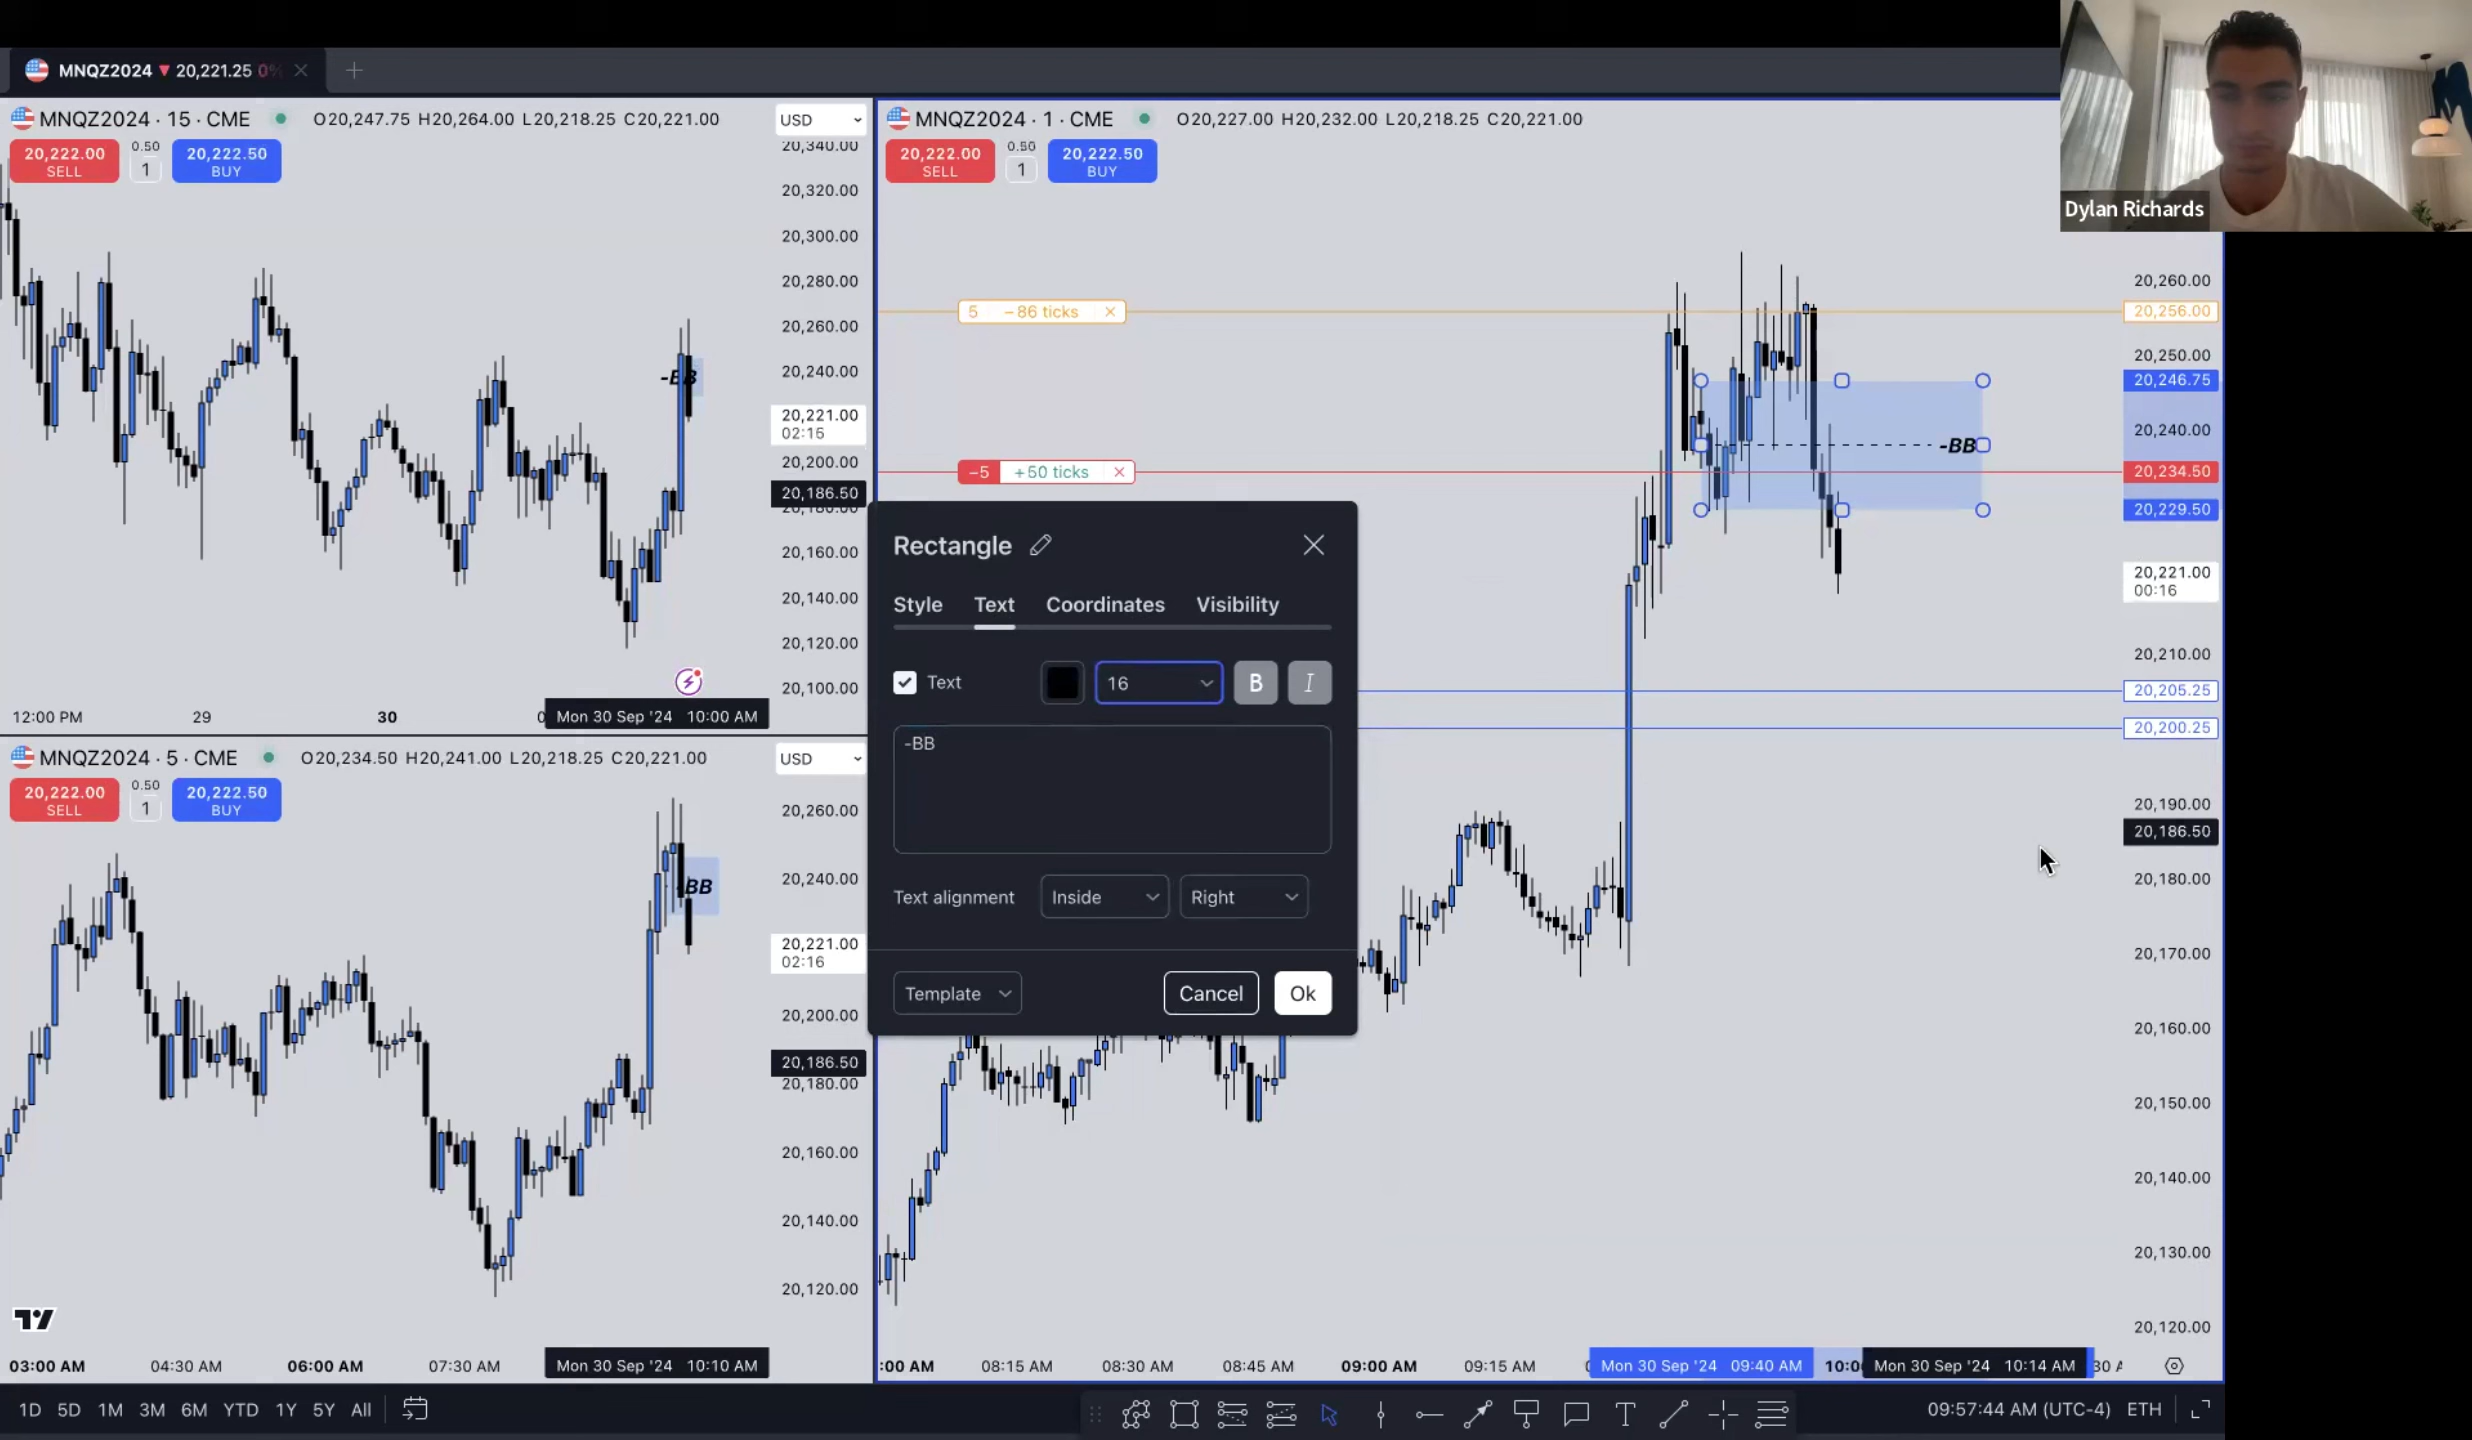 MNQZ2024 ▼ 20,221.25 0%
MNQZ2024 · 15 · CME O20,247.75 H20,264.00 L20,218.25 C20,221.00
USD
20,222.00
SELL
0.50
1
20,222.50
BUY
20,340.00
20,320.00
20,300.00
20,280.00
20,260.00
20,240.00
20,221.00
02:15
20,200.00
20,186.50
20,180.00
20,160.00
20,140.00
20,120.00
20,100.00
-BB
12:00 PM 29 30 Mon 30 Sep '24 10:00 AM
MNQZ2024 · 5 · CME O20,234.50 H20,241.00 L20,218.25 C20,221.00
USD
20,222.00
SELL
0.50
1
20,222.50
BUY
20,260.00
20,240.00
20,221.00
02:16
20,200.00
20,186.50
20,180.00
20,160.00
20,140.00
20,120.00
BB
03:00 AM 04:30 AM 06:00 AM 07:30 AM Mon 30 Sep '24 10:10 AM
MNQZ2024 · 1 · CME O20,227.00 H20,232.00 L20,218.25 C20,221.00
20,222.00
SELL
0.50
1
20,222.50
BUY
5 −86 ticks
−5 +50 ticks
-BB
20,260.00
20,256.00
20,250.00
20,246.75
20,240.00
20,234.50
20,229.50
20,221.00
00:16
20,210.00
20,205.25
20,200.25
20,190.00
20,186.50
20,180.00
20,170.00
20,160.00
20,150.00
20,140.00
20,130.00
20,120.00
:00 AM 08:15 AM 08:30 AM 08:45 AM 09:00 AM 09:15 AM Mon 30 Sep '24 09:40 AM 10:0 Mon 30 Sep '24 10:14 AM 30 A
Rectangle
Style Text Coordinates Visibility
Text 16 B I
-BB
Text alignment Inside Right
Template Cancel Ok
1D 5D 1M 3M 6M YTD 1Y 5Y All
09:57:44 AM (UTC-4) ETH
Dylan Richards